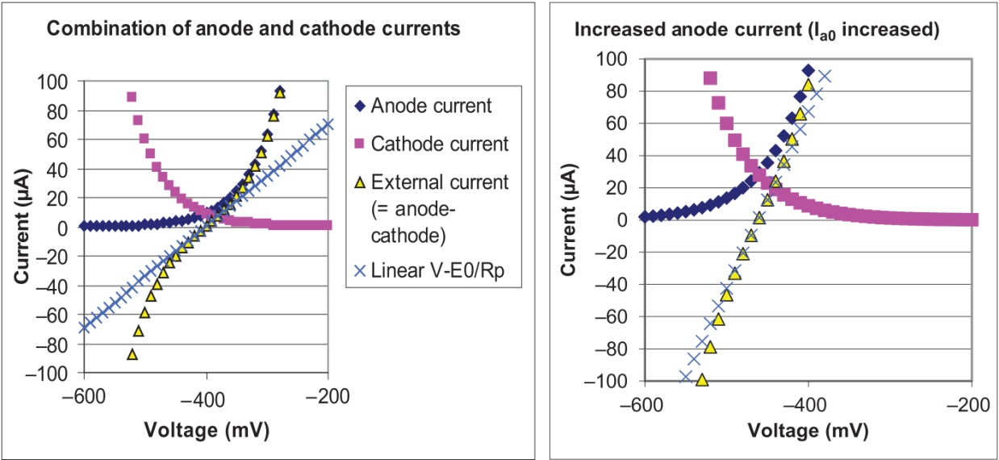 Combination of anode and cathode currents
100
80
60
40
20
0
–20
–40
–60
–80
–100
–600
–400
–200
Current (µA)
Voltage (mV)
Anode current
Cathode current
External current
(= anode-
cathode)
Linear V-E0/Rp
Increased anode current (Ia0 increased)
100
80
60
40
20
0
–20
–40
–60
–80
–100
–600
–400
–200
Current (µA)
Voltage (mV)